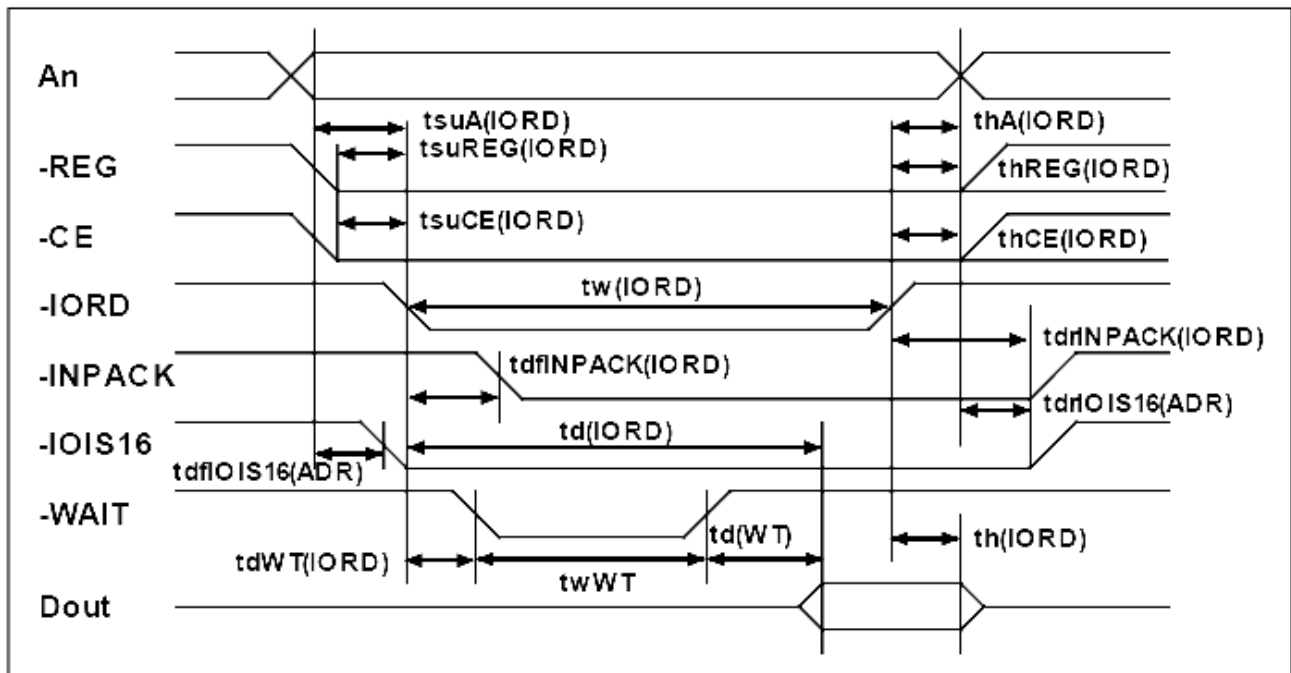 An
tsuA(IORD)
thA(IORD)
tsuREG(IORD)
-REG
thREG(IORD)
tsuCE(IORD)
-CE
thCE(IORD)
-IORD
tw(IORD)
tdrINPACK(IORD)
-INPACK
tdfINPACK(IORD)
tdrIOIS16(ADR)
-IOIS16
td(IORD)
tdfIOIS16(ADR)
-WAIT
td(WT)
th(IORD)
tdWT(IORD)
twWT
Dout